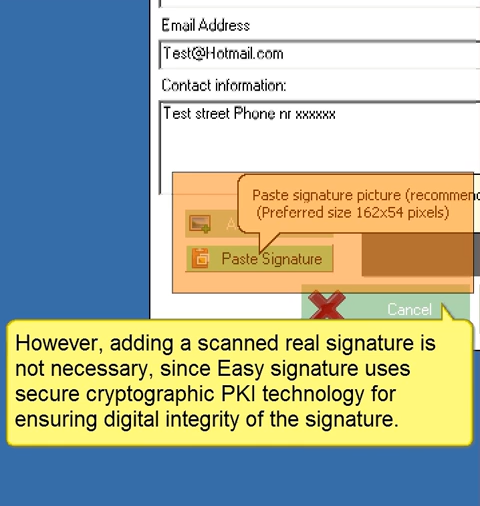 Email Address
Test@Hotmail.com
Contact information:
Test street Phone nr xxxxxx
Paste signature picture (recommen
(Preferred size 162x54 pixels)
A
Paste Signature
Cancel
However, adding a scanned real signature is
not necessary, since Easy signature uses
secure cryptographic PKI technology for
ensuring digital integrity of the signature.